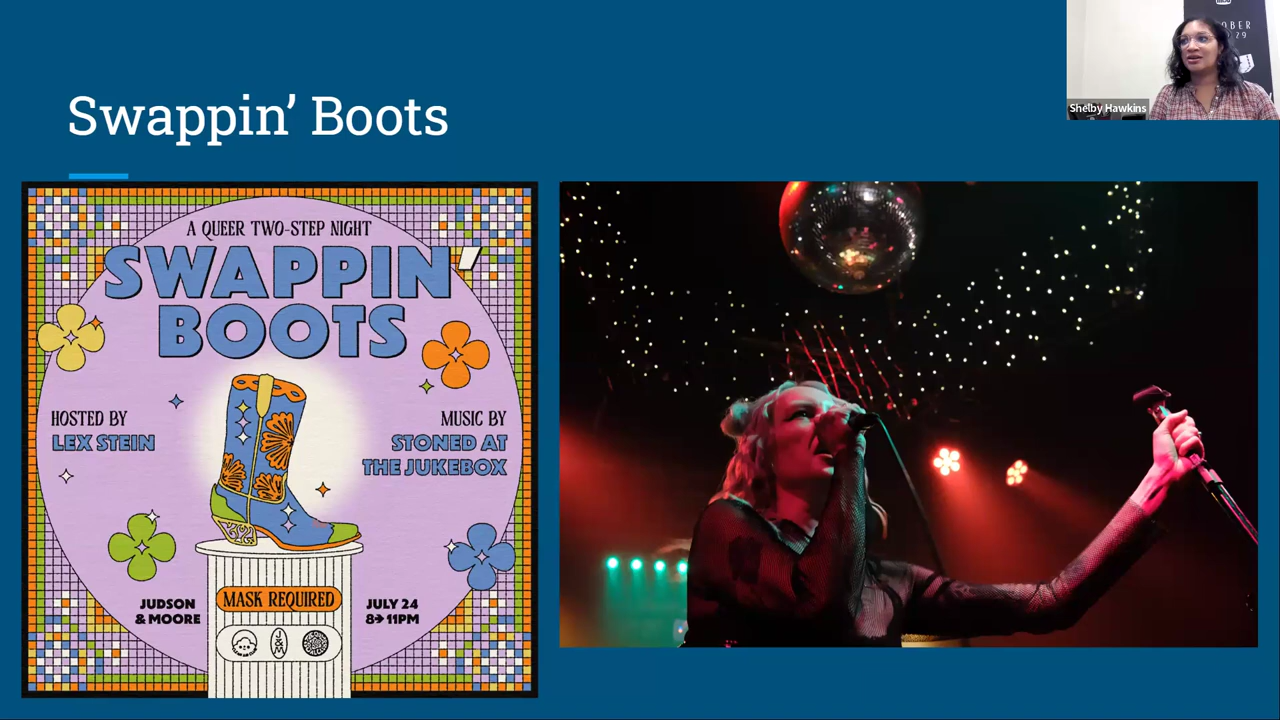 Swappin’ Boots
A QUEER TWO-STEP NIGHT
SWAPPIN’
BOOTS
HOSTED BY
LEX STEIN
MUSIC BY
STONED AT
THE JUKEBOX
JUDSON
& MOORE
MASK REQUIRED
JULY 24
8→11PM
J&M
Shelby Hawkins